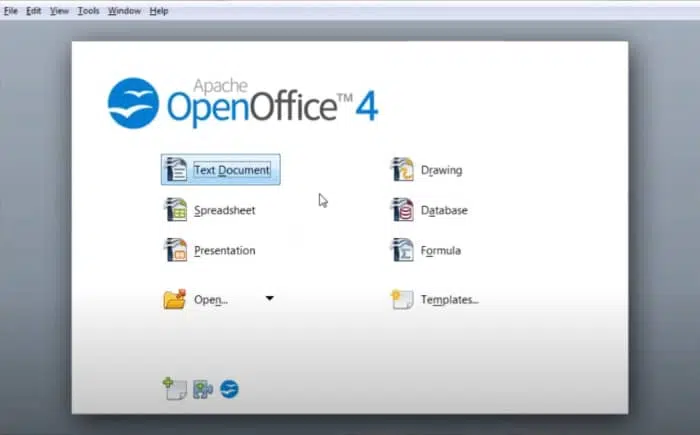 File Edit View Tools Window Help
Apache
OpenOffice™ 4
Text Document
Drawing
Spreadsheet
Database
Presentation
Formula
Open...
Templates...